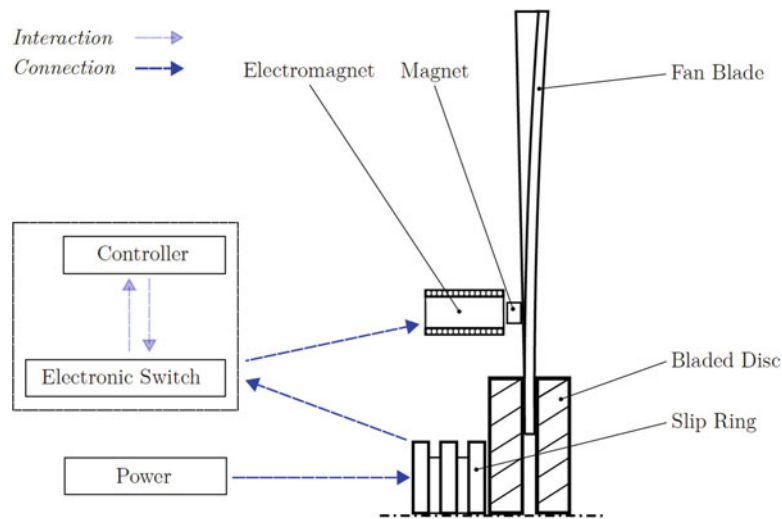 Interaction
Connection
Electromagnet
Magnet
Fan Blade
Controller
Electronic Switch
Bladed Disc
Slip Ring
Power